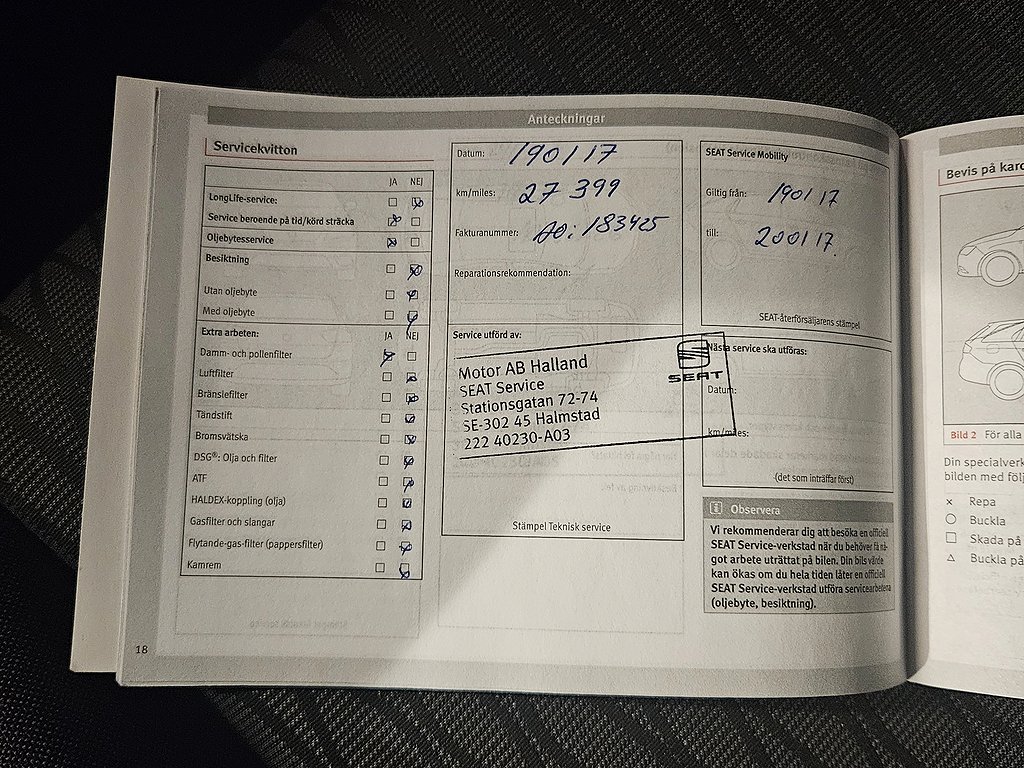 Anteckningar
Servicekvitton
JA NEJ
LongLife-service:
Service beroende på tid/körd sträcka
Oljebytesservice
Besiktning
Utan oljebyte
Med oljebyte
Extra arbeten: JA NEJ
Damm- och pollenfilter
Luftfilter
Bränslefilter
Tändstift
Bromsvätska
DSG®: Olja och filter
ATF
HALDEX-koppling (olja)
Gasfilter och slangar
Flytande-gas-filter (pappersfilter)
Kamrem
18
Datum: 190117
km/miles: 27 399
Fakturanummer: AO: 183425
Reparationsrekommendation:
Service utförd av:
Motor AB Halland
SEAT Service
Stationsgatan 72-74
SE-302 45 Halmstad
222 40230-A03
SEAT
Stämpel Teknisk service
SEAT Service Mobility
Giltig från: 190117
till: 200117.
SEAT-återförsäljarens stämpel
Nästa service ska utföras:
Datum:
km/miles:
(det som inträffar först)
i Observera
Vi rekommenderar dig att besöka en officiell
SEAT Service-verkstad när du behöver få nå-
got arbete uträttat på bilen. Din bils värde
kan ökas om du hela tiden låter en officiell
SEAT Service-verkstad utföra servicearbetena
(oljebyte, besiktning).
Bevis på
Bild 2 För alla
Din
bilden med
x Repa
○ Buckla
□ Skada på
△ Buckla på